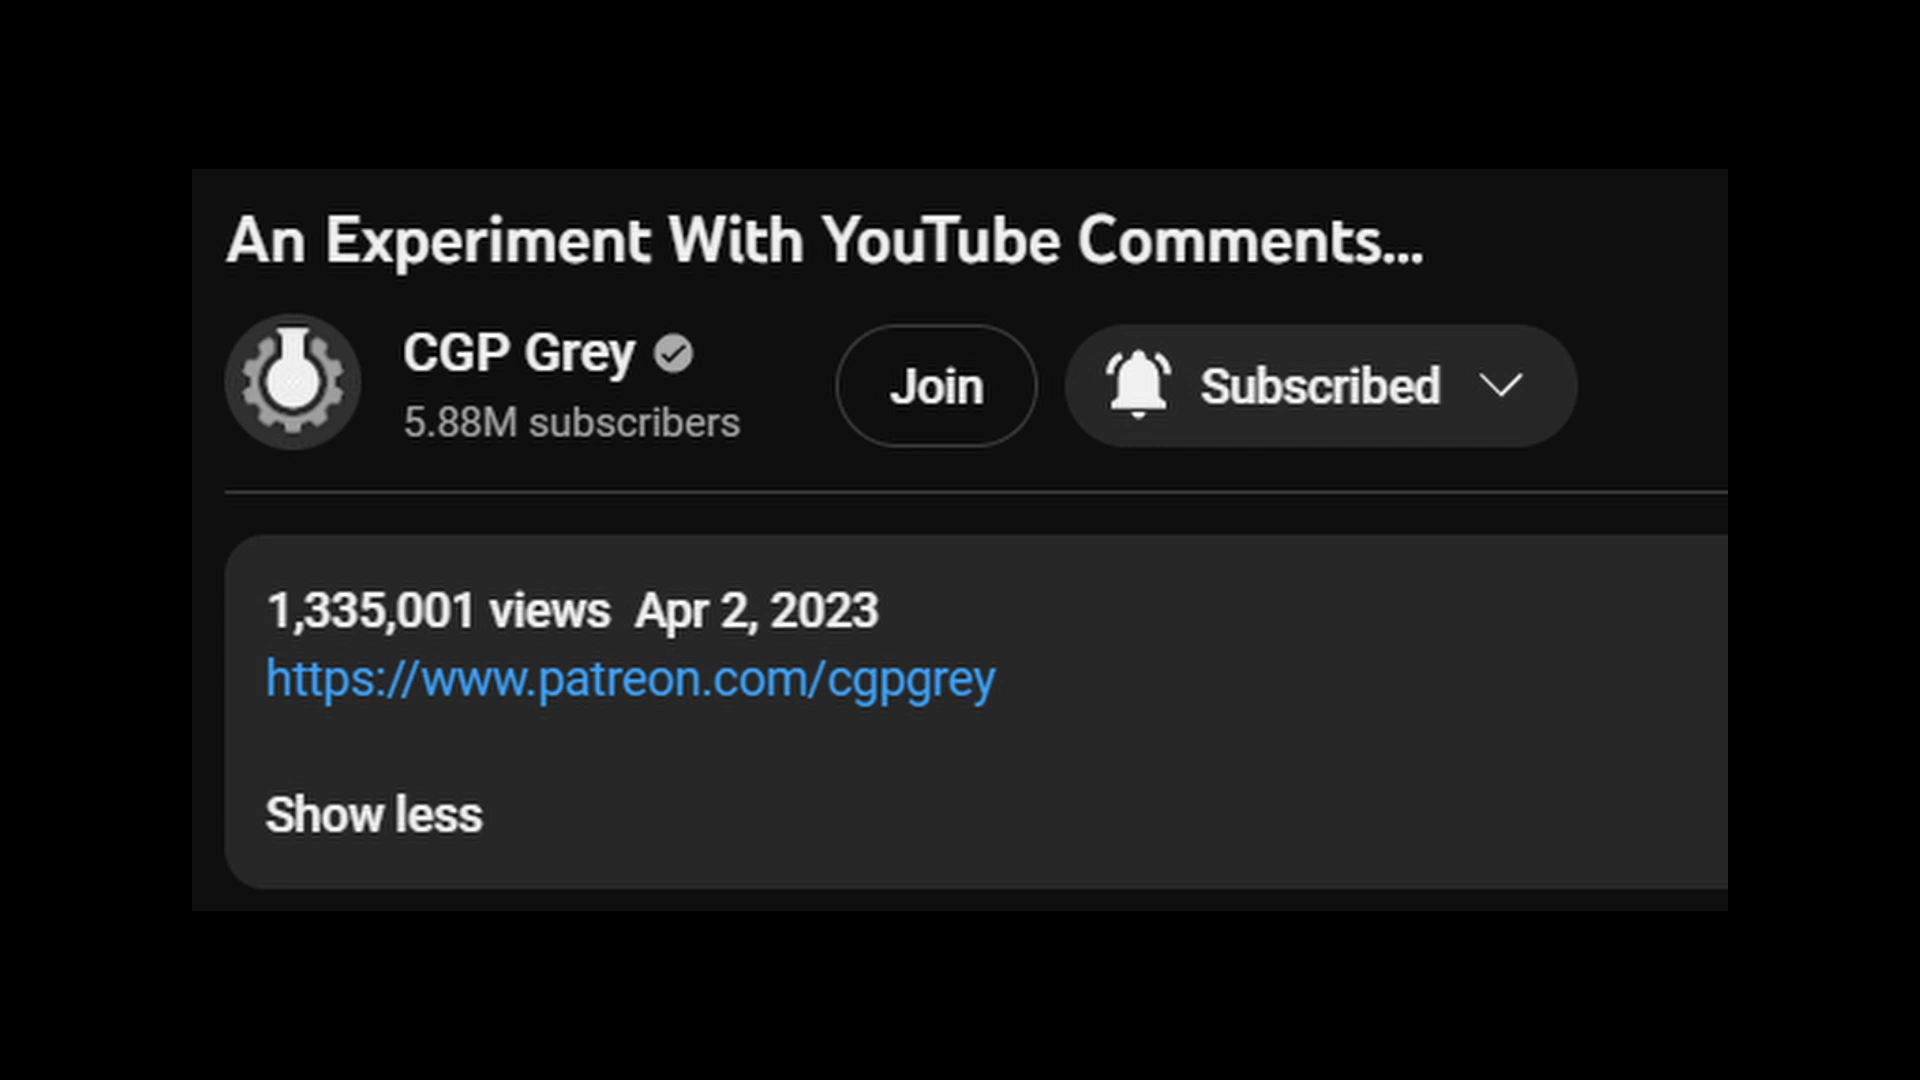 An Experiment With YouTube Comments...
CGP Grey
5.88M subscribers
Join
Subscribed
1,335,001 views Apr 2, 2023
https://www.patreon.com/cgpgrey
Show less